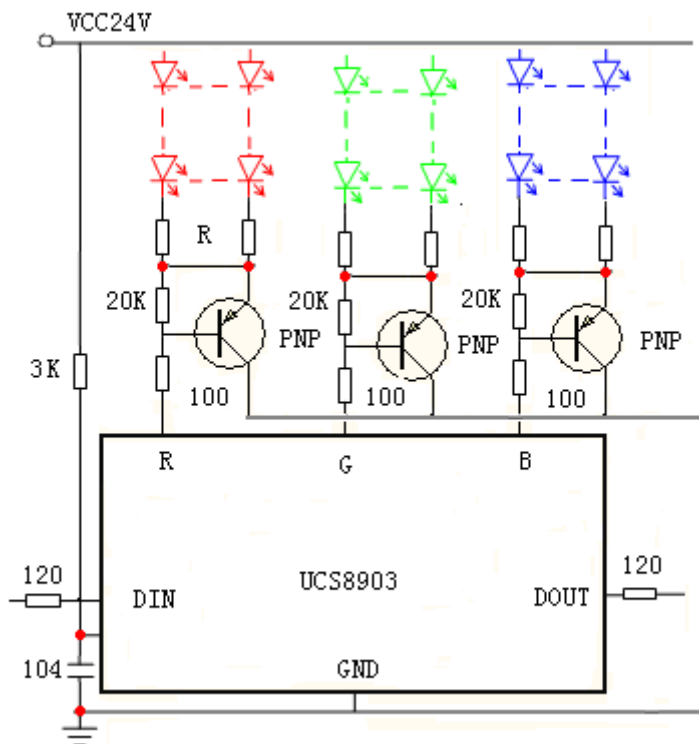 VCC24V
R
20K
20K
20K
PNP
PNP
PNP
3K
100
100
100
R
G
B
120
DIN
UCS8903
DOUT
120
104
GND